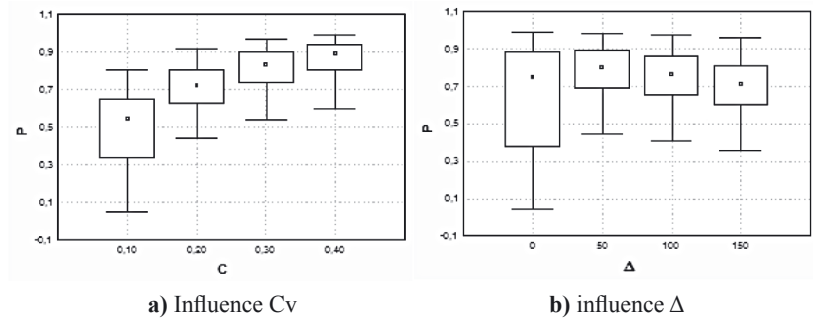 1,1
0,9
0,7
0,5
0,3
0,1
-0,1
P
0,10 0,20 0,30 0,40
C
1,1
0,9
0,7
0,5
0,3
0,1
-0,1
P
0 50 100 150
Δ
a) Influence Cv
b) influence Δ